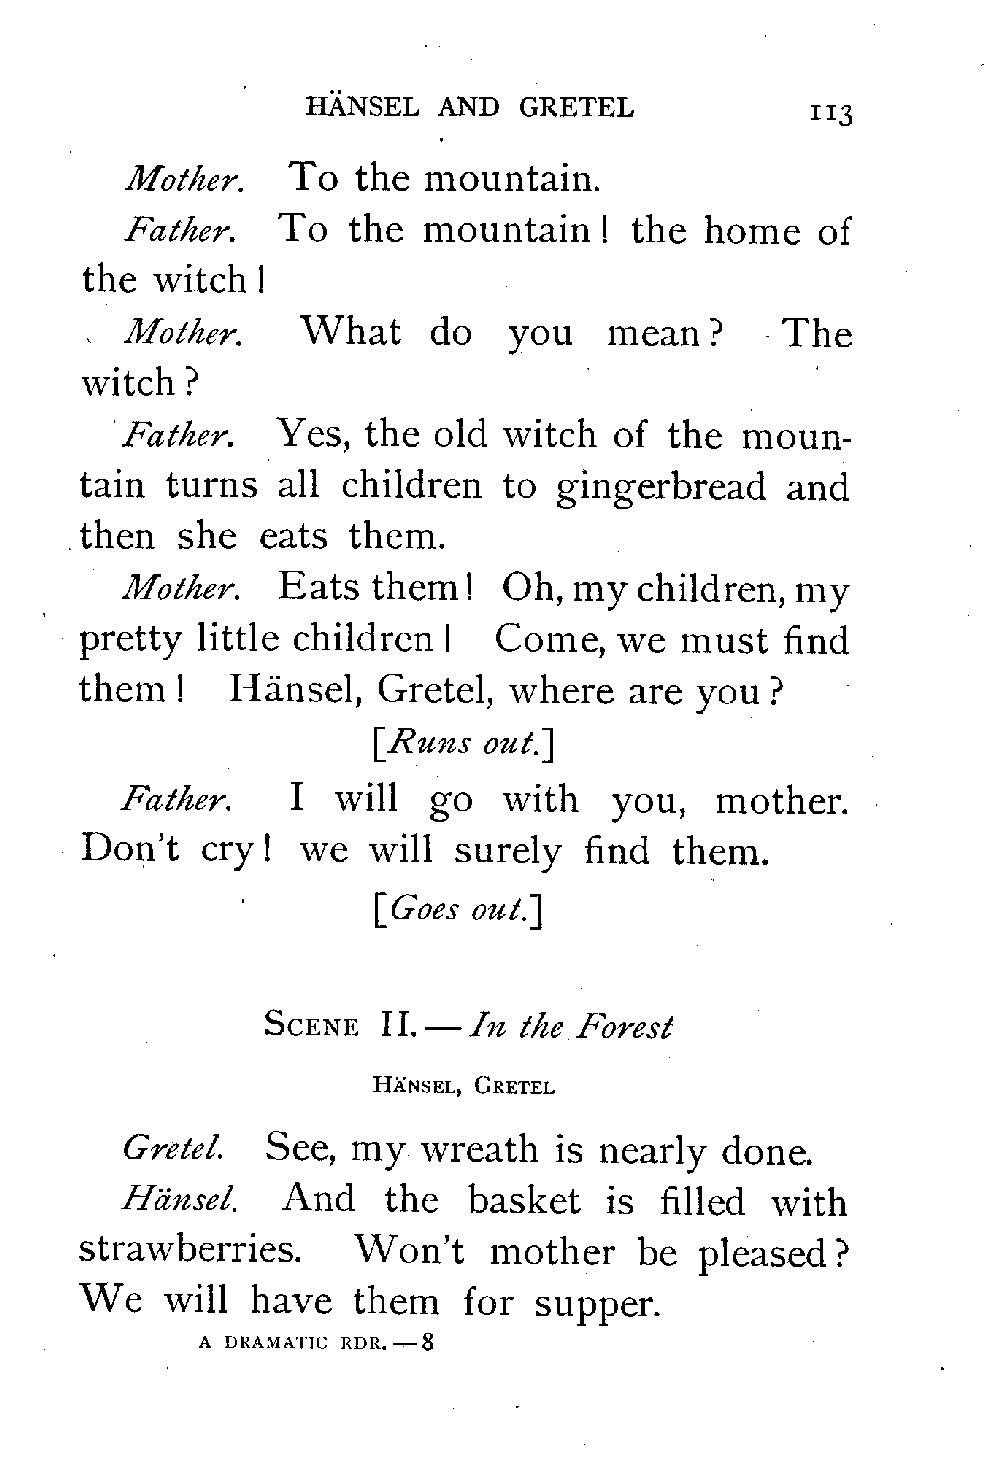 HÄNSEL AND GRETEL 113
Mother. To the mountain.
Father. To the mountain! the home of
the witch!
Mother. What do you mean? The
witch?
Father. Yes, the old witch of the moun-
tain turns all children to gingerbread and
then she eats them.
Mother. Eats them! Oh, my children, my
pretty little children! Come, we must find
them! Hänsel, Gretel, where are you?
[Runs out.]
Father. I will go with you, mother.
Don't cry! we will surely find them.
[Goes out.]
SCENE II.—In the Forest
HÄNSEL, GRETEL
Gretel. See, my wreath is nearly done.
Hänsel. And the basket is filled with
strawberries. Won't mother be pleased?
We will have them for supper.
A DRAMATIC RDR.—8